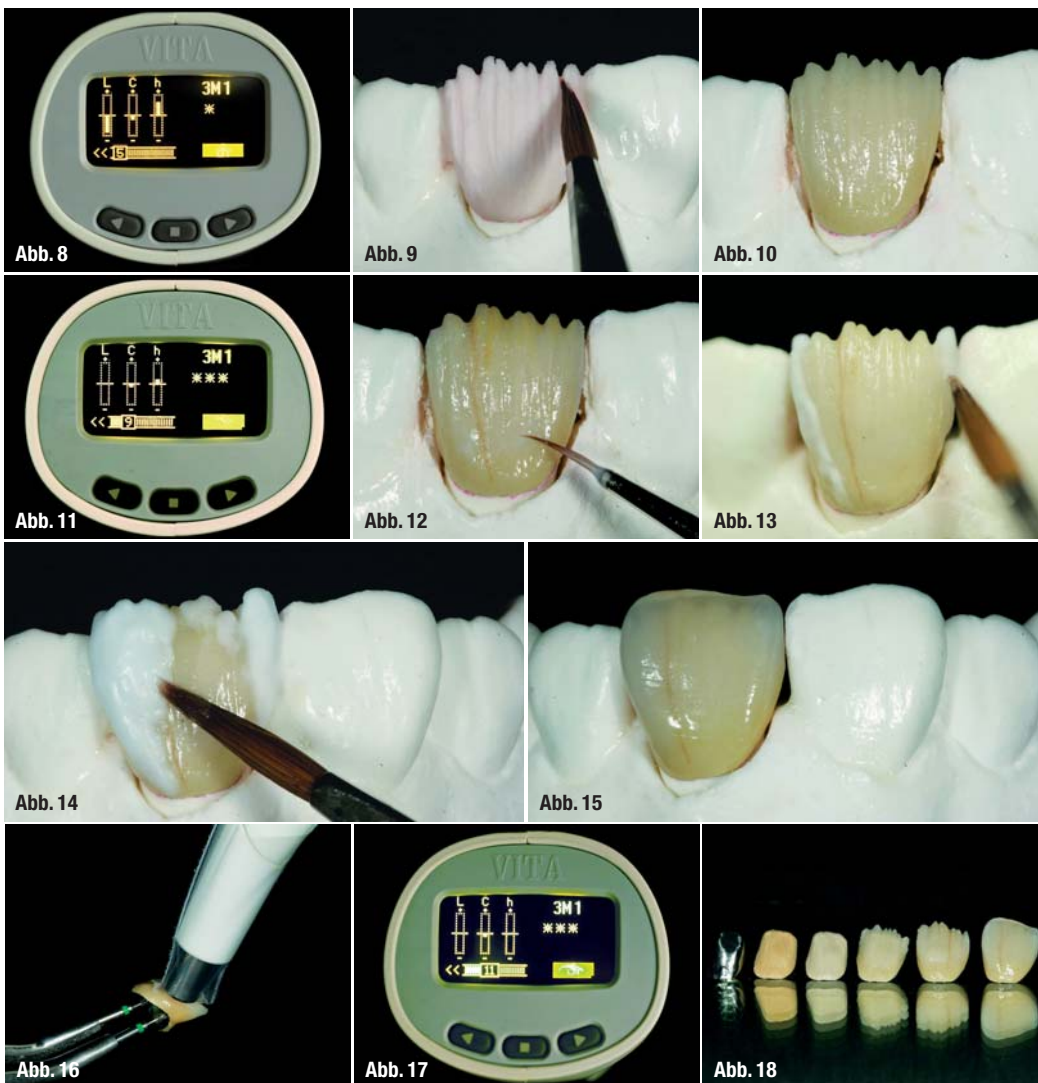 VITA
L C h 3M1
*
<< 15
Abb. 8
Abb. 9
Abb. 10
VITA
L C h 3M1
***
<< 9
Abb. 11
Abb. 12
Abb. 13
Abb. 14
Abb. 15
Abb. 16
VITA
L C h 3M1
***
<< 11
Abb. 17
Abb. 18